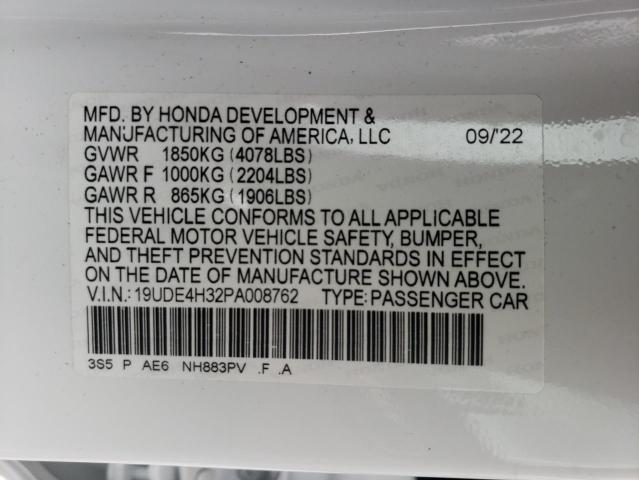 MFD. BY HONDA DEVELOPMENT &
MANUFACTURING OF AMERICA, LLC 09/'22
GVWR 1850KG (4078LBS)
GAWR F 1000KG (2204LBS)
GAWR R 865KG (1906LBS)
THIS VEHICLE CONFORMS TO ALL APPLICABLE
FEDERAL MOTOR VEHICLE SAFETY, BUMPER,
AND THEFT PREVENTION STANDARDS IN EFFECT
ON THE DATE OF MANUFACTURE SHOWN ABOVE.
V.I.N.: 19UDE4H32PA008762 TYPE: PASSENGER CAR
3S5 P AE6 NH883PV .F .A